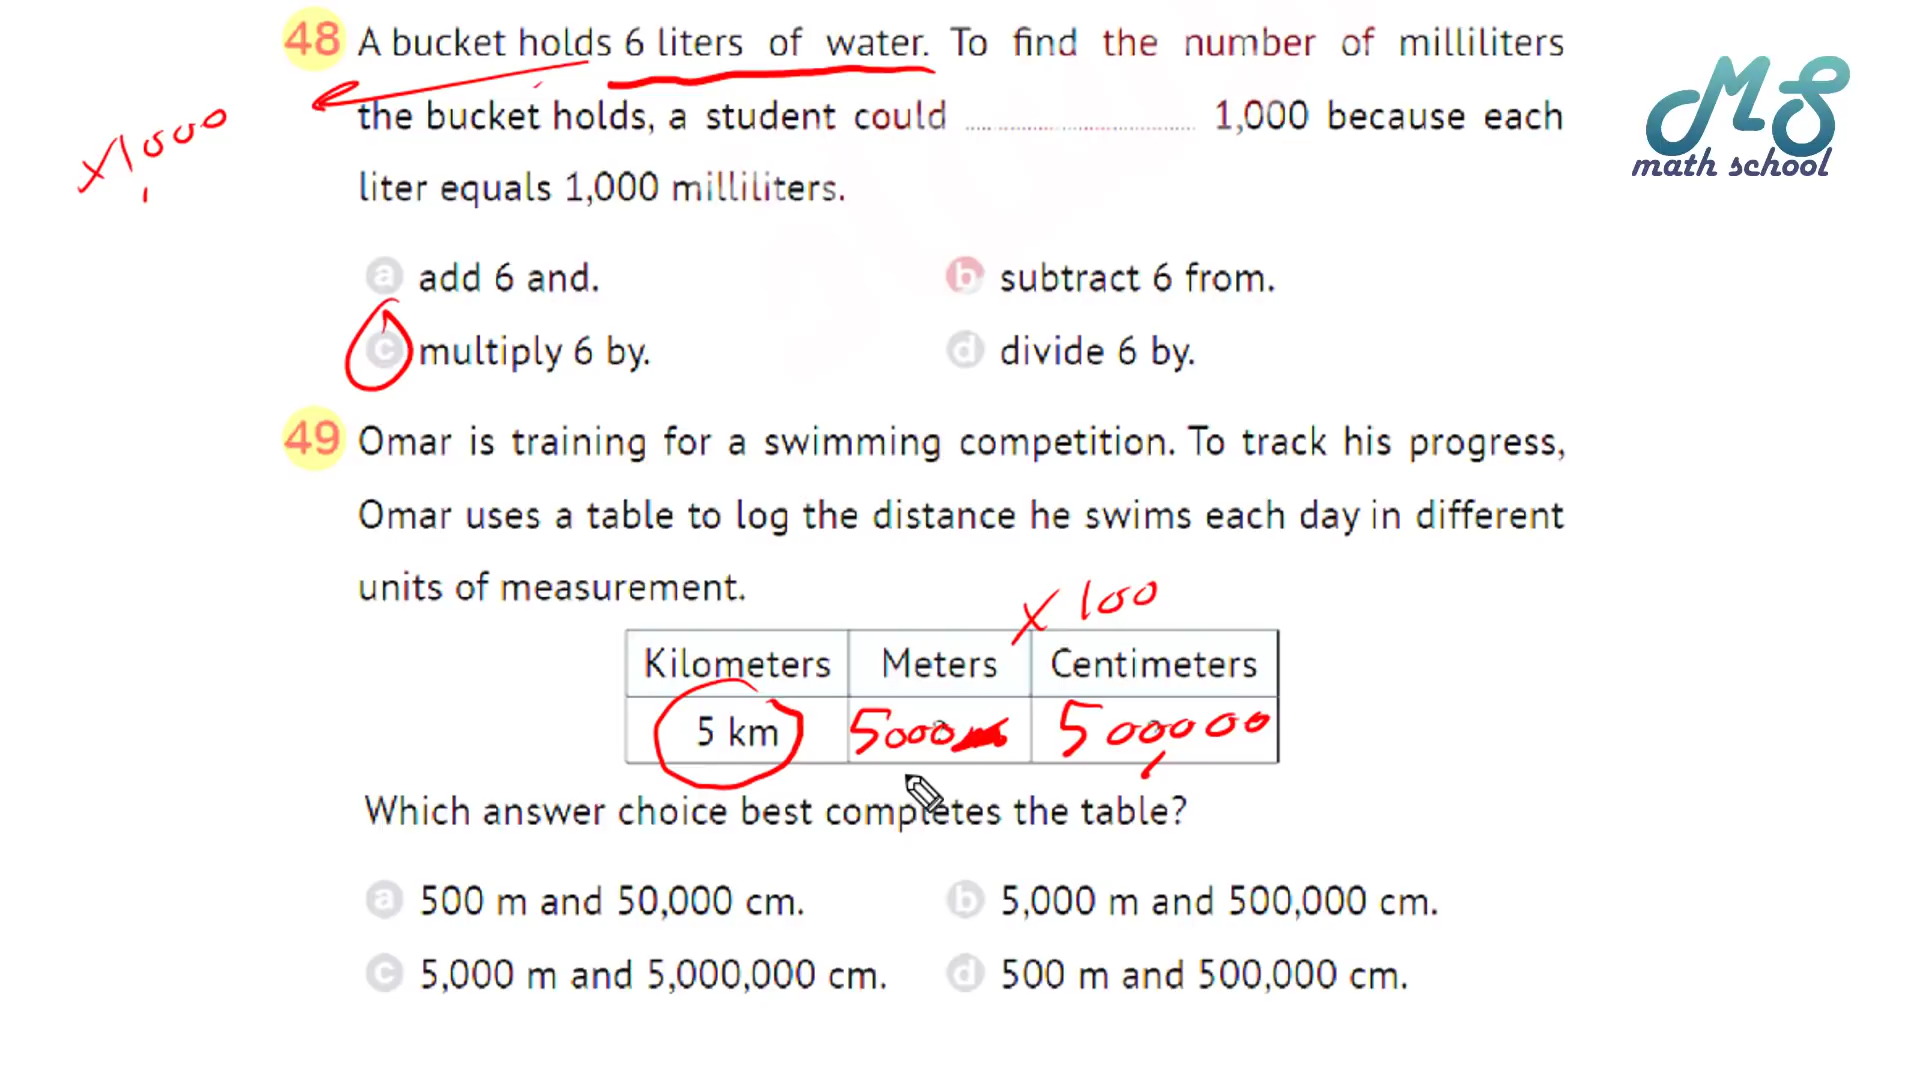 48 A bucket holds 6 liters of water. To find the number of milliliters
the bucket holds, a student could ........................ 1,000 because each
liter equals 1,000 milliliters.
x1000
a add 6 and.
b subtract 6 from.
c multiply 6 by.
d divide 6 by.
MS
math school
49 Omar is training for a swimming competition. To track his progress,
Omar uses a table to log the distance he swims each day in different
units of measurement.
x 100
Kilometers Meters Centimeters
5 km 5000 500,000
Which answer choice best completes the table?
a 500 m and 50,000 cm.
b 5,000 m and 500,000 cm.
c 5,000 m and 5,000,000 cm.
d 500 m and 500,000 cm.